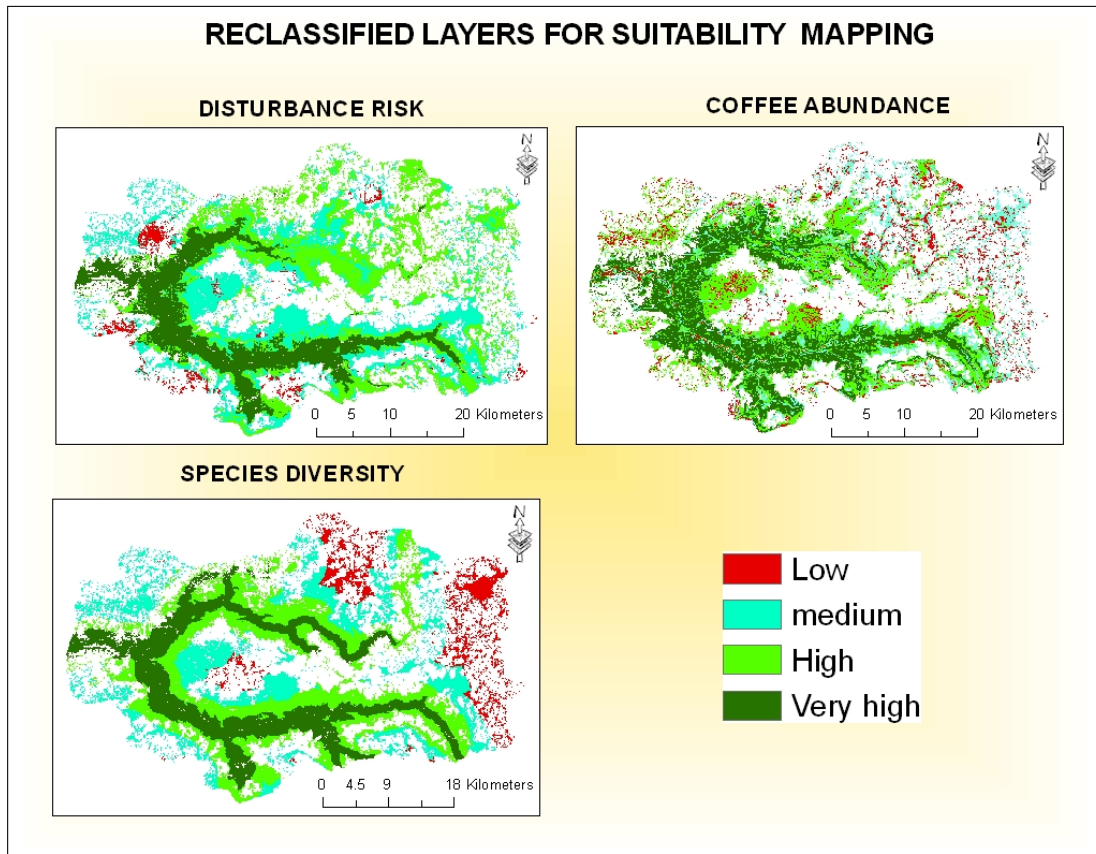 RECLASSIFIED LAYERS FOR SUITABILITY MAPPING
DISTURBANCE RISK
N
0 5 10 20 Kilometers
COFFEE ABUNDANCE
N
0 5 10 20 Kilometers
SPECIES DIVERSITY
N
0 4.5 9 18 Kilometers
Low
medium
High
Very high